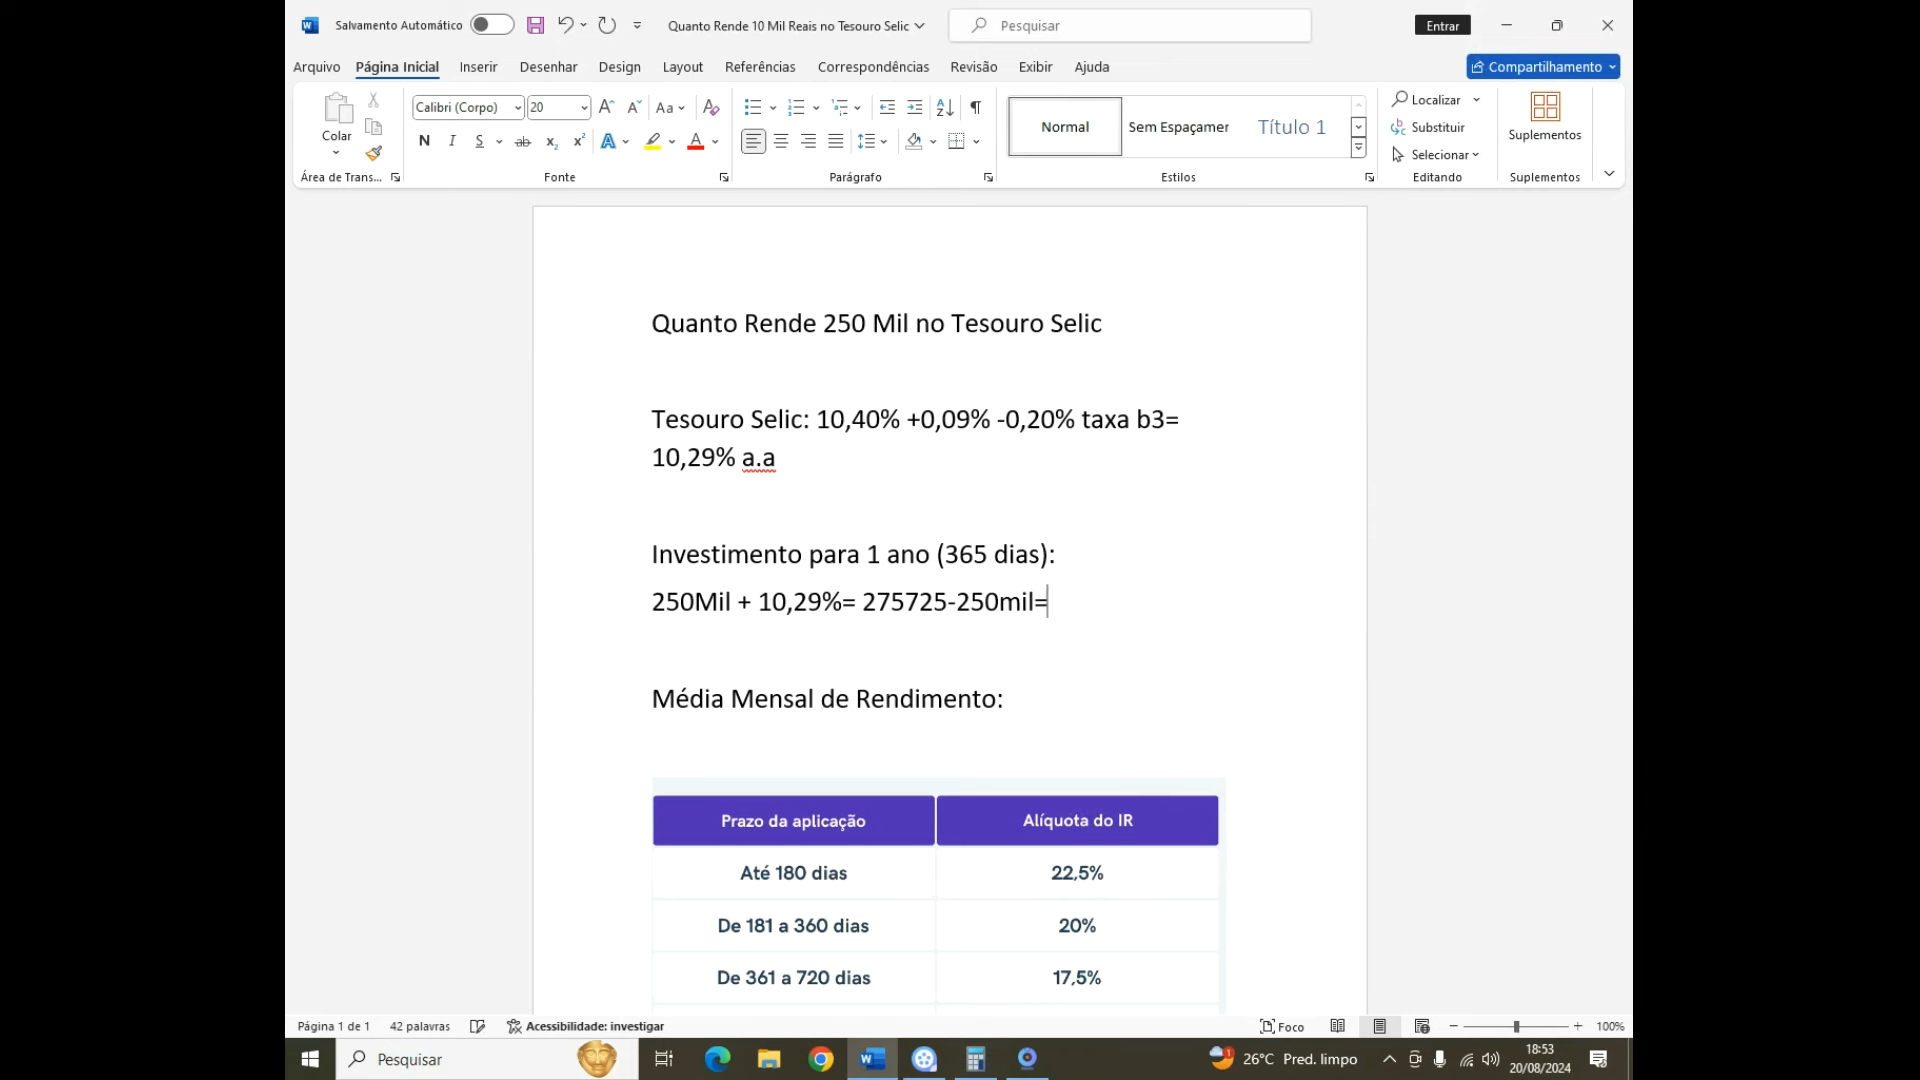 Salvamento Automático
Quanto Rende 10 Mil Reais no Tesouro Selic
Pesquisar
Entrar
Arquivo Página Inicial Inserir Desenhar Design Layout Referências Correspondências Revisão Exibir Ajuda
Compartilhamento
Colar
Calibri (Corpo) 20
Aa
N I S ab x₂ x²
Normal
Sem Espaçamer
Título 1
Localizar
Substituir
Selecionar
Suplementos
Área de Trans... Fonte Parágrafo Estilos Editando Suplementos
Quanto Rende 250 Mil no Tesouro Selic
Tesouro Selic: 10,40% +0,09% -0,20% taxa b3=
10,29% a.a
Investimento para 1 ano (365 dias):
250Mil + 10,29%= 275725-250mil=
Média Mensal de Rendimento:
Prazo da aplicação Alíquota do IR
Até 180 dias 22,5%
De 181 a 360 dias 20%
De 361 a 720 dias 17,5%
Página 1 de 1 42 palavras Acessibilidade: investigar Foco 100%
Pesquisar
26°C Pred. limpo
18:53
20/08/2024